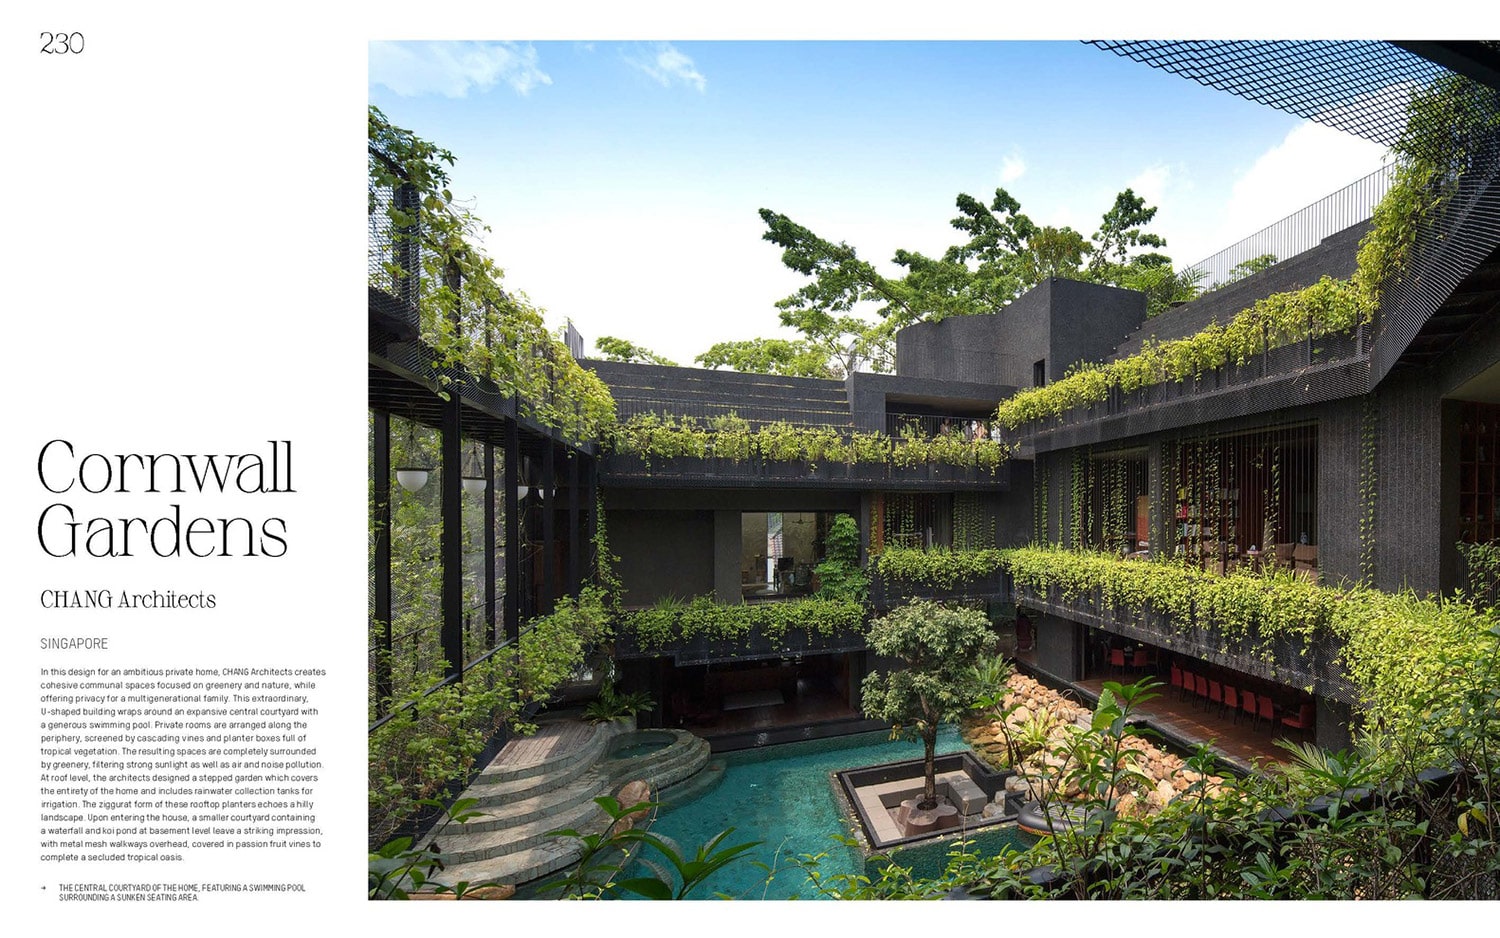 230
Cornwall
Gardens
CHANG Architects
SINGAPORE
In this design for an ambitious private home, CHANG Architects creates
cohesive communal spaces focused on greenery and nature, while
offering privacy for a multigenerational family. This extraordinary,
U-shaped building wraps around an expansive central courtyard with
a generous swimming pool. Private rooms are arranged along the
periphery, screened by cascading vines and planter boxes full of
tropical vegetation. The resulting spaces are completely surrounded
by greenery, filtering strong sunlight as well as air and noise pollution.
At roof level, the architects designed a stepped garden which covers
the entirety of the home and includes rainwater collection tanks for
irrigation. The ziggurat form of these rooftop planters echoes a hilly
landscape. Upon entering the house, a smaller courtyard containing
a waterfall and koi pond at basement level leave a striking impression,
with metal mesh walkways overhead, covered in passion fruit vines to
complete a secluded tropical oasis.
→ THE CENTRAL COURTYARD OF THE HOME, FEATURING A SWIMMING POOL
SURROUNDING A SUNKEN SEATING AREA.